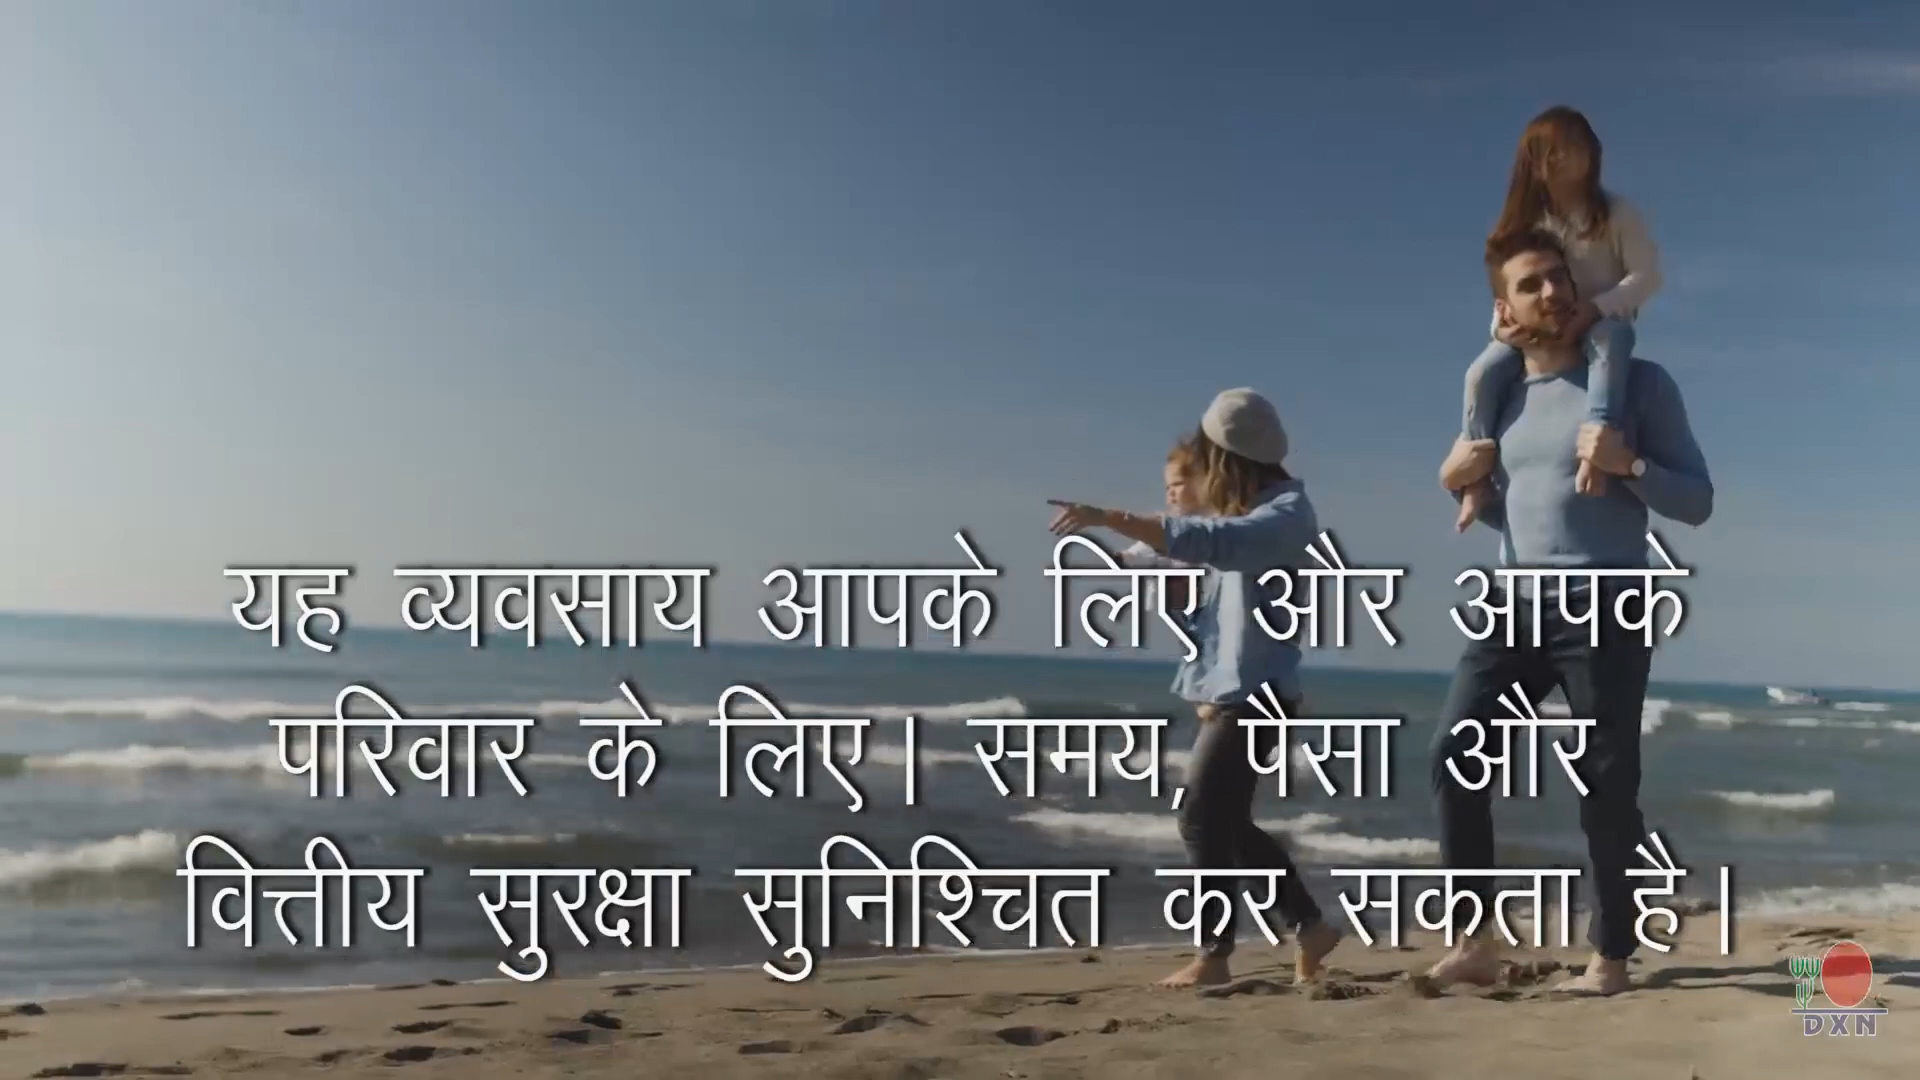 यह व्यवसाय आपके लिए और आपके
परिवार के लिए। समय, पैसा और
वित्तीय सुरक्षा सुनिश्चित कर सकता है।
DXN